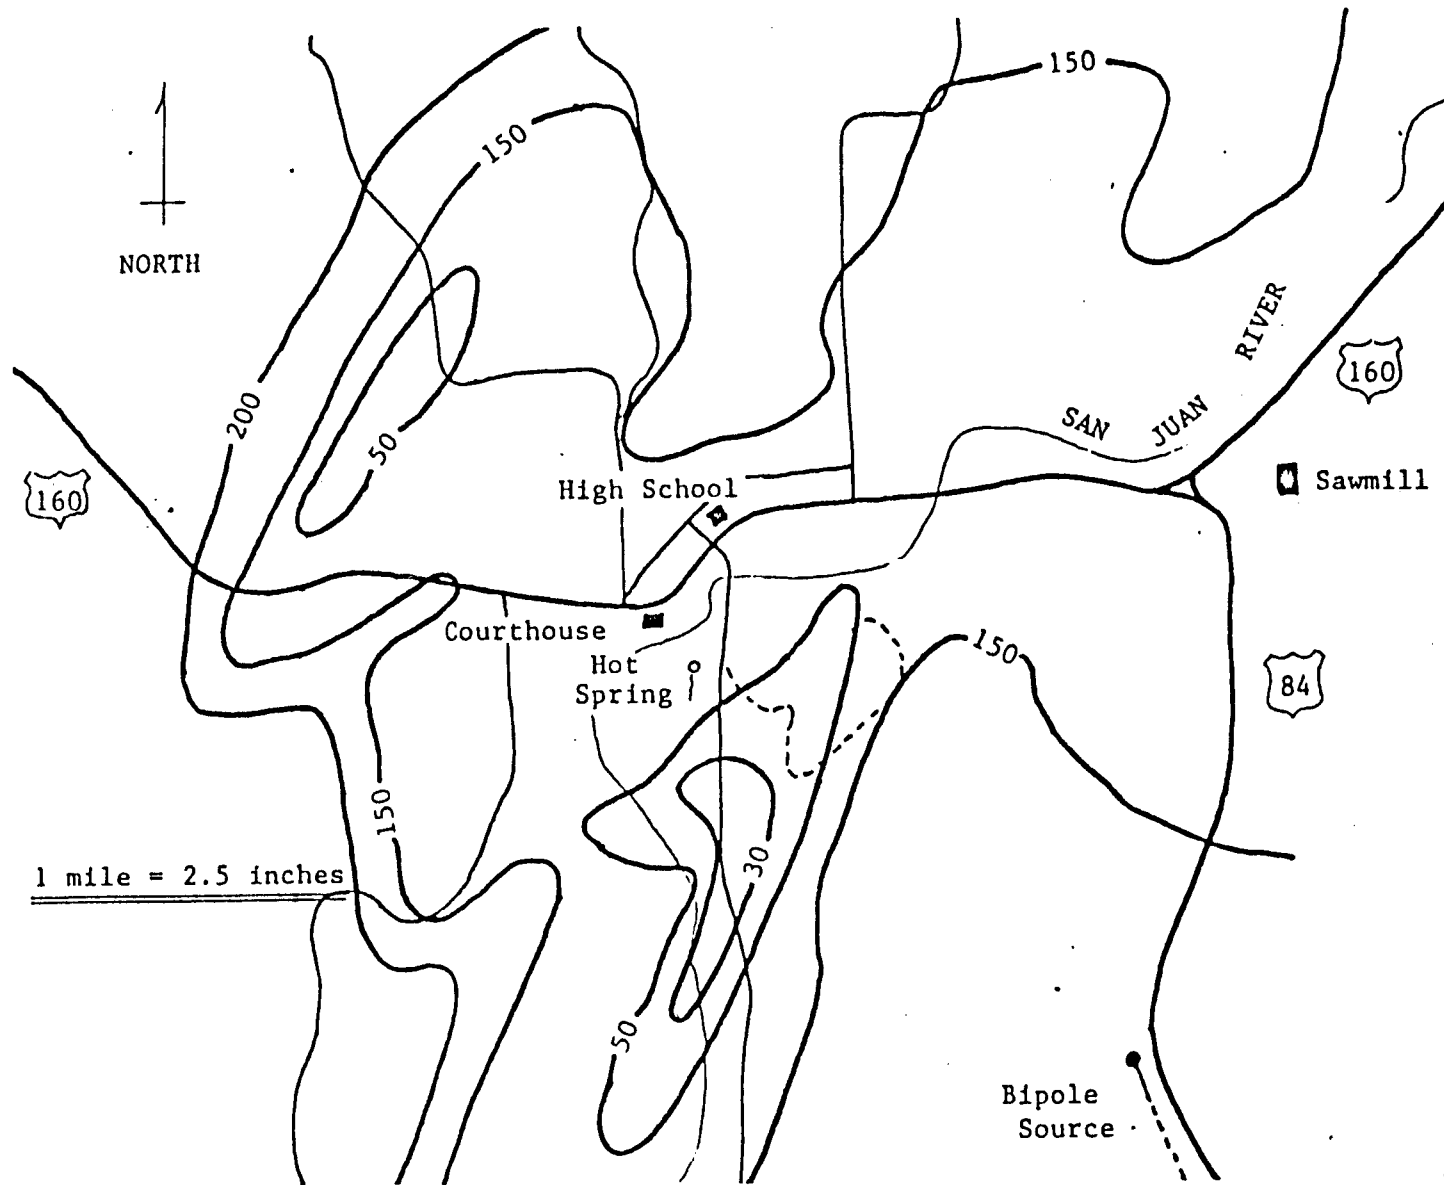 150
150
NORTH
RIVER
160
200
SAN JUAN
50
160
High School
Sawmill
Courthouse
150
Hot
Spring
84
150
30
1 mile = 2.5 inches
50
Bipole
Source